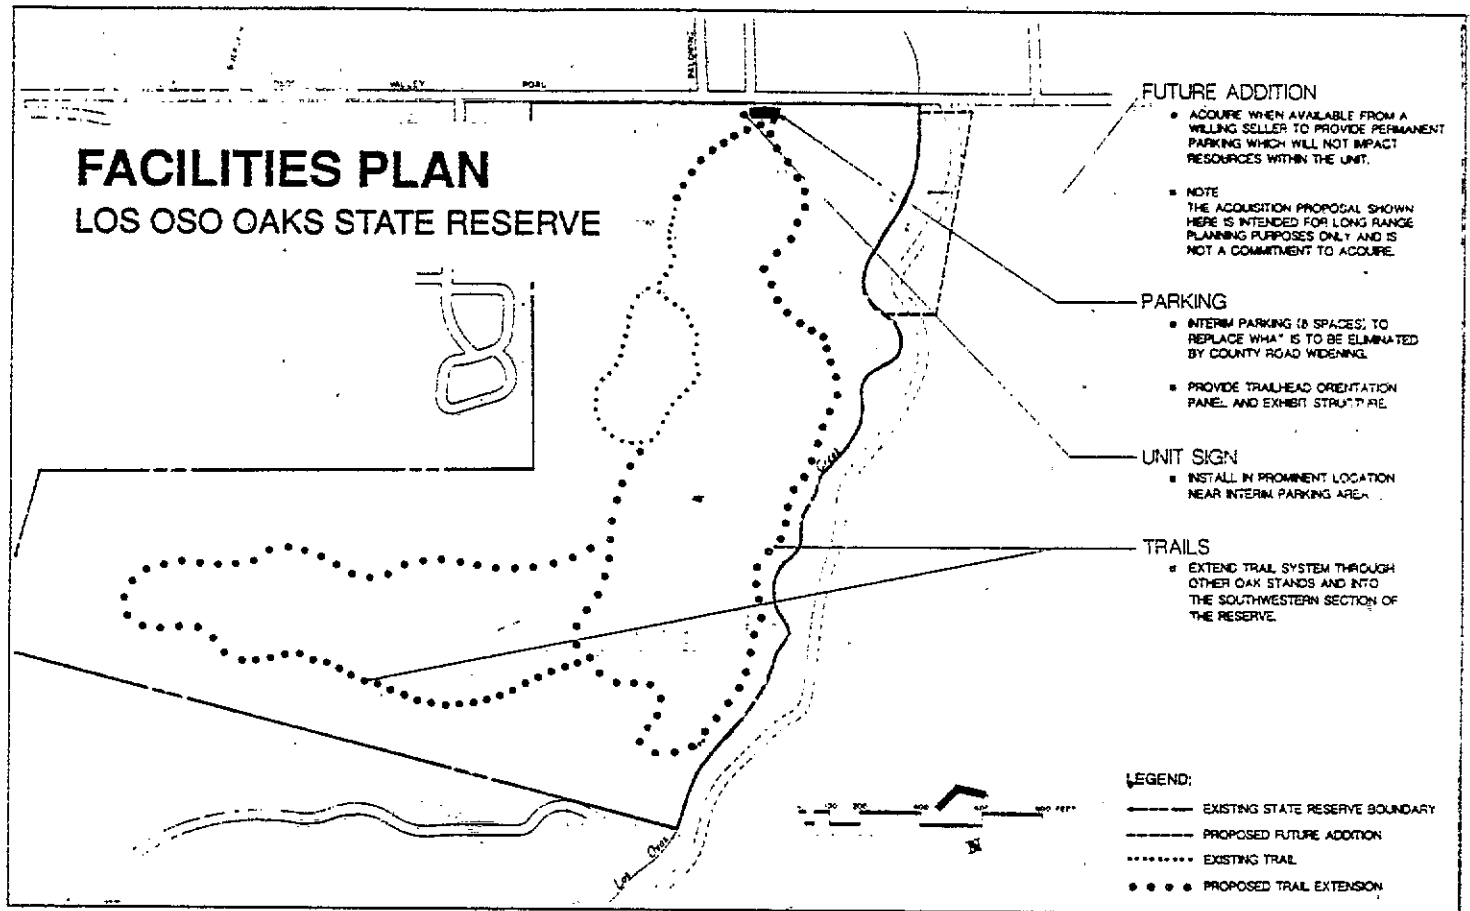 VALLEY
FACILITIES PLAN
LOS OSO OAKS STATE RESERVE
FUTURE ADDITION
• ACQUIRE WHEN AVAILABLE FROM A
WILLING SELLER TO PROVIDE PERMANENT
PARKING WHICH WILL NOT IMPACT
RESOURCES WITHIN THE UNIT.
• NOTE
THE ACQUISITION PROPOSAL SHOWN
HERE IS INTENDED FOR LONG RANGE
PLANNING PURPOSES ONLY AND IS
NOT A COMMITMENT TO ACQUIRE.
PARKING
• INTERIM PARKING (8 SPACES) TO
REPLACE WHAT IS TO BE ELIMINATED
BY COUNTY ROAD WIDENING.
• PROVIDE TRAILHEAD ORIENTATION
PANEL AND EXHIBIT STRUCTURE
UNIT SIGN
• INSTALL IN PROMINENT LOCATION
NEAR INTERIM PARKING AREA
TRAILS
• EXTEND TRAIL SYSTEM THROUGH
OTHER OAK STANDS AND INTO
THE SOUTHWESTERN SECTION OF
THE RESERVE.
Creek
Los Osos
LEGEND:
EXISTING STATE RESERVE BOUNDARY
PROPOSED FUTURE ADDITION
EXISTING TRAIL
PROPOSED TRAIL EXTENSION